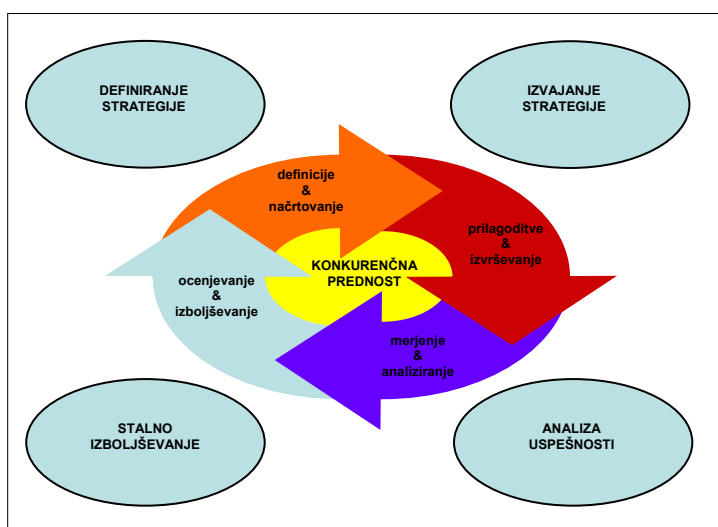 DEFINIRANJE
STRATEGIJE
IZVAJANJE
STRATEGIJE
definicije
&
načrtovanje
prilagoditve
&
izvrševanje
KONKURENČNA
PREDNOST
ocenjevanje
&
izboljševanje
merjenje
&
analiziranje
STALNO
IZBOLJŠEVANJE
ANALIZA
USPEŠNOSTI